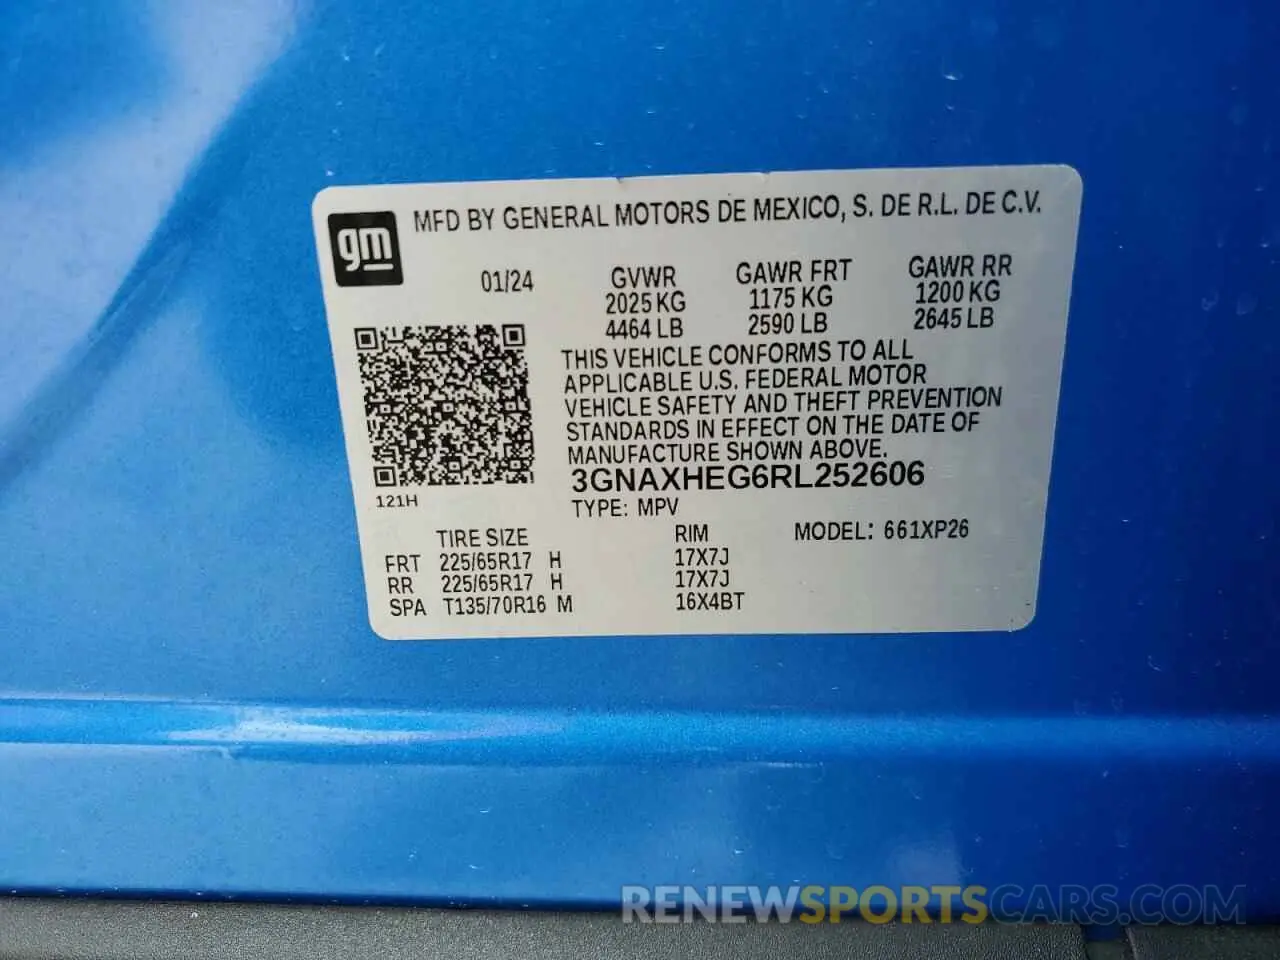 gm
MFD BY GENERAL MOTORS DE MEXICO, S. DE R.L. DE C.V.
01/24 GVWR GAWR FRT GAWR RR
2025 KG 1175 KG 1200 KG
4464 LB 2590 LB 2645 LB
THIS VEHICLE CONFORMS TO ALL
APPLICABLE U.S. FEDERAL MOTOR
VEHICLE SAFETY AND THEFT PREVENTION
STANDARDS IN EFFECT ON THE DATE OF
MANUFACTURE SHOWN ABOVE.
3GNAXHEG6RL252606
121H
TYPE: MPV
TIRE SIZE RIM MODEL: 661XP26
FRT 225/65R17 H 17X7J
RR 225/65R17 H 17X7J
SPA T135/70R16 M 16X4BT
RENEWSPORTSCARS.COM